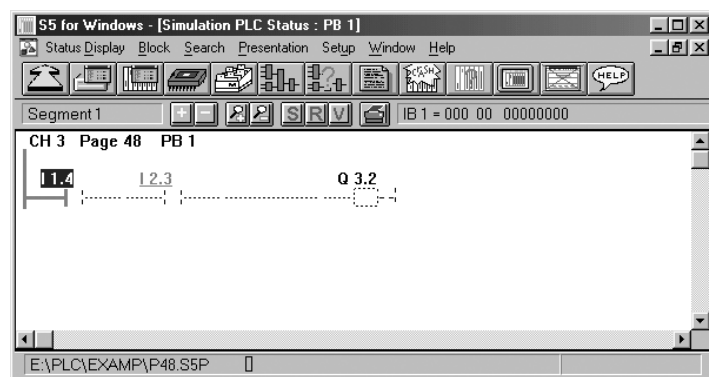 S5 for Windows - [Simulation PLC Status : PB 1]
Status Display Block Search Presentation Setup Window Help
HELP
Segment 1 + - S R V IB 1 = 000 00 00000000
CH 3 Page 48 PB 1
I 1.4 I 2.3 Q 3.2
E:\PLC\EXAMP\P48.S5P []